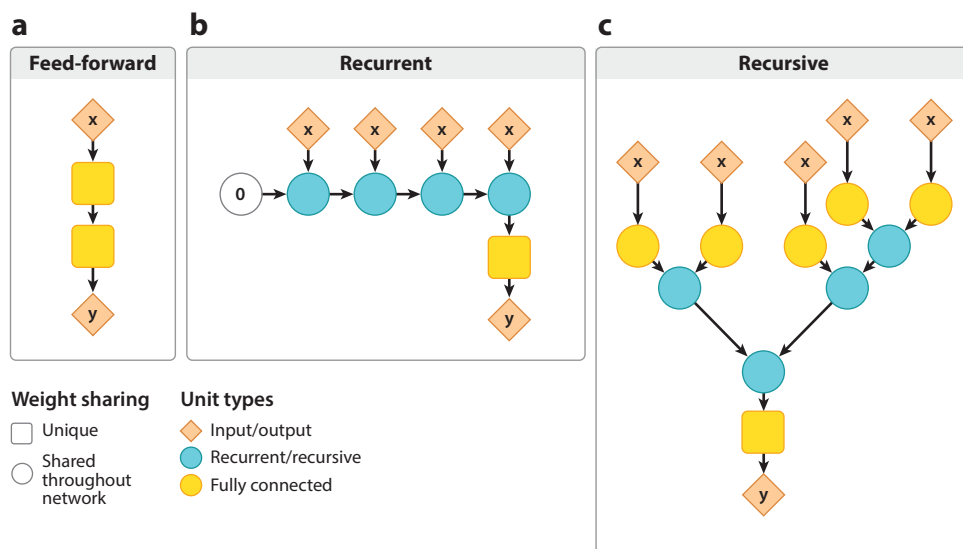 a
Feed-forward
x
y
b
Recurrent
x x x x
0
y
c
Recursive
x x
x x x
y
Weight sharing
Unique
Shared
throughout
network
Unit types
Input/output
Recurrent/recursive
Fully connected